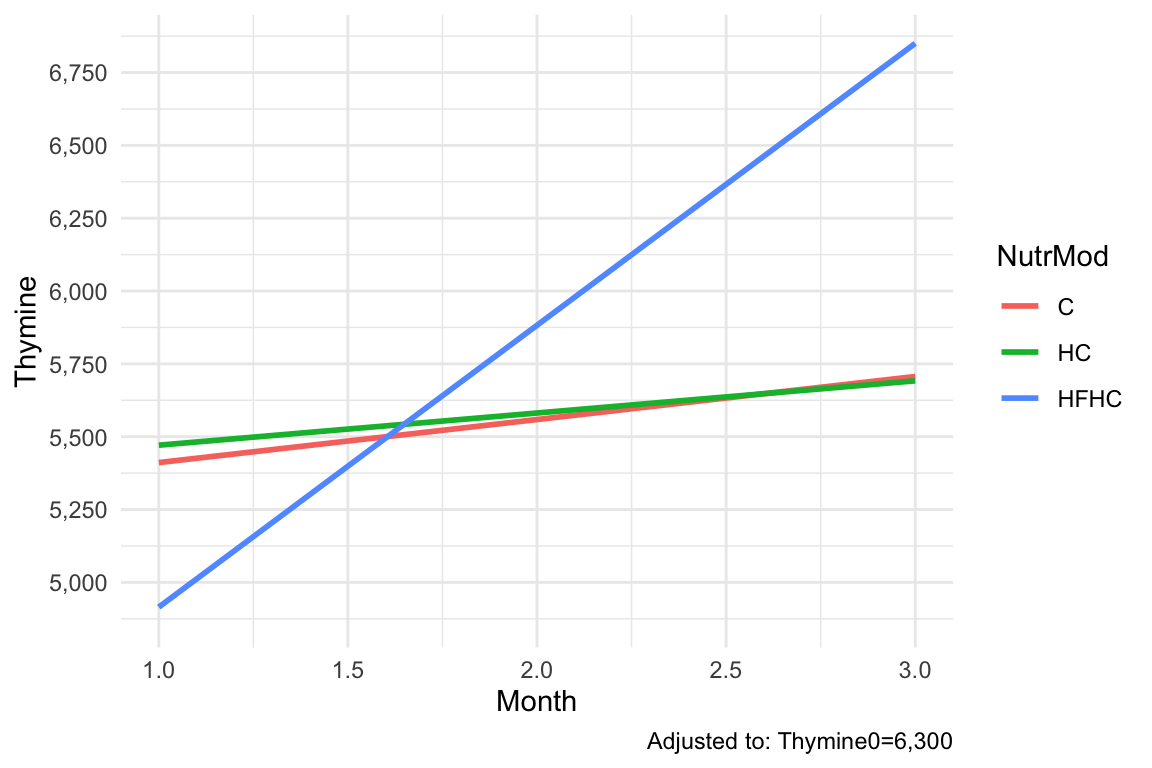 6,750
6,500
6,250
6,000
5,750
5,500
5,250
5,000
Thymine
1.0 1.5 2.0 2.5 3.0
Month
Adjusted to: Thymine0=6,300
NutrMod
C
HC
HFHC